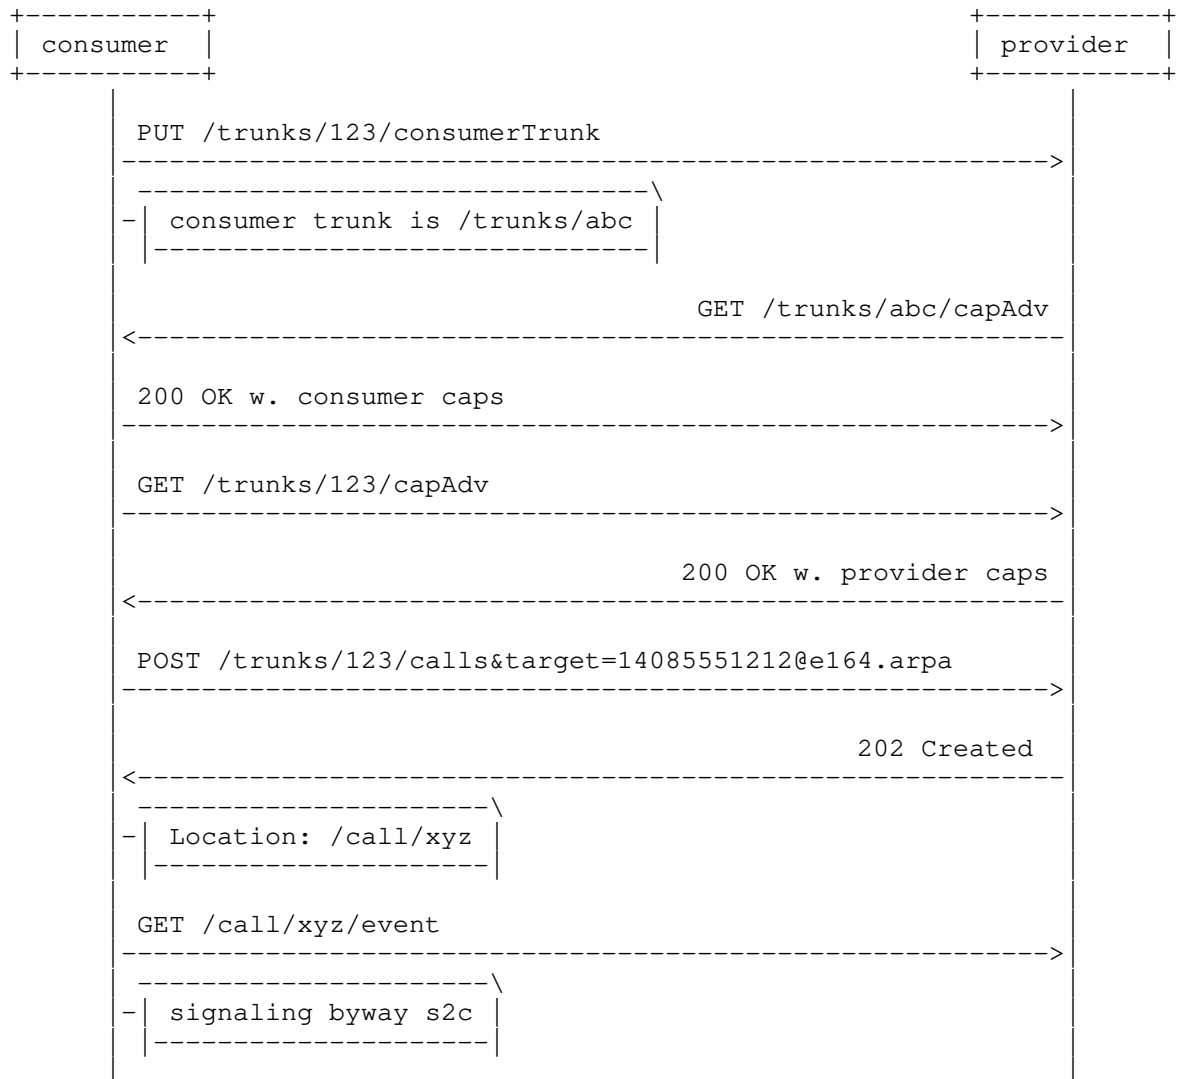 consumer
provider
PUT /trunks/123/consumerTrunk
consumer trunk is /trunks/abc
GET /trunks/abc/capAdv
200 OK w. consumer caps
GET /trunks/123/capAdv
200 OK w. provider caps
POST /trunks/123/calls&target=14085551212@e164.arpa
202 Created
Location: /call/xyz
GET /call/xyz/event
signaling byway s2c